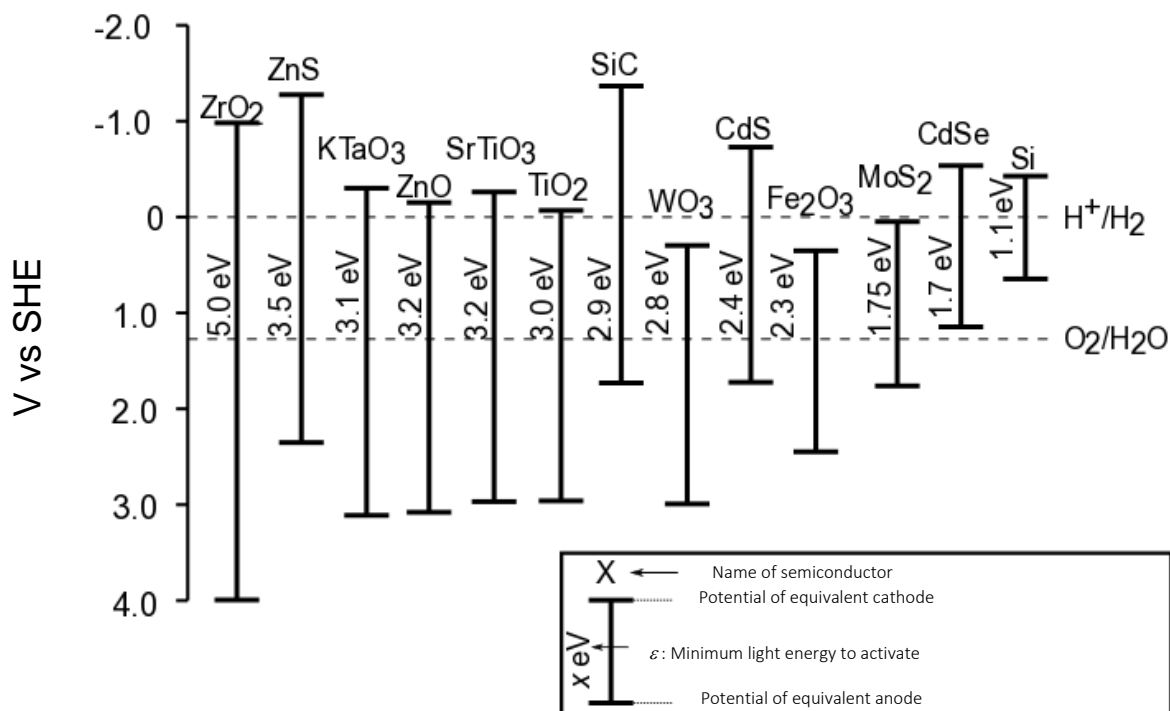 V vs SHE
-2.0
-1.0
0
1.0
2.0
3.0
4.0
ZrO2
5.0 eV
ZnS
3.5 eV
KTaO3
3.1 eV
ZnO
3.2 eV
SrTiO3
3.2 eV
TiO2
3.0 eV
SiC
2.9 eV
WO3
2.8 eV
CdS
2.4 eV
Fe2O3
2.3 eV
MoS2
1.75 eV
CdSe
1.7 eV
Si
1.1 eV
H+/H2
O2/H2O
X
Name of semiconductor
Potential of equivalent cathode
x eV
ε : Minimum light energy to activate
Potential of equivalent anode